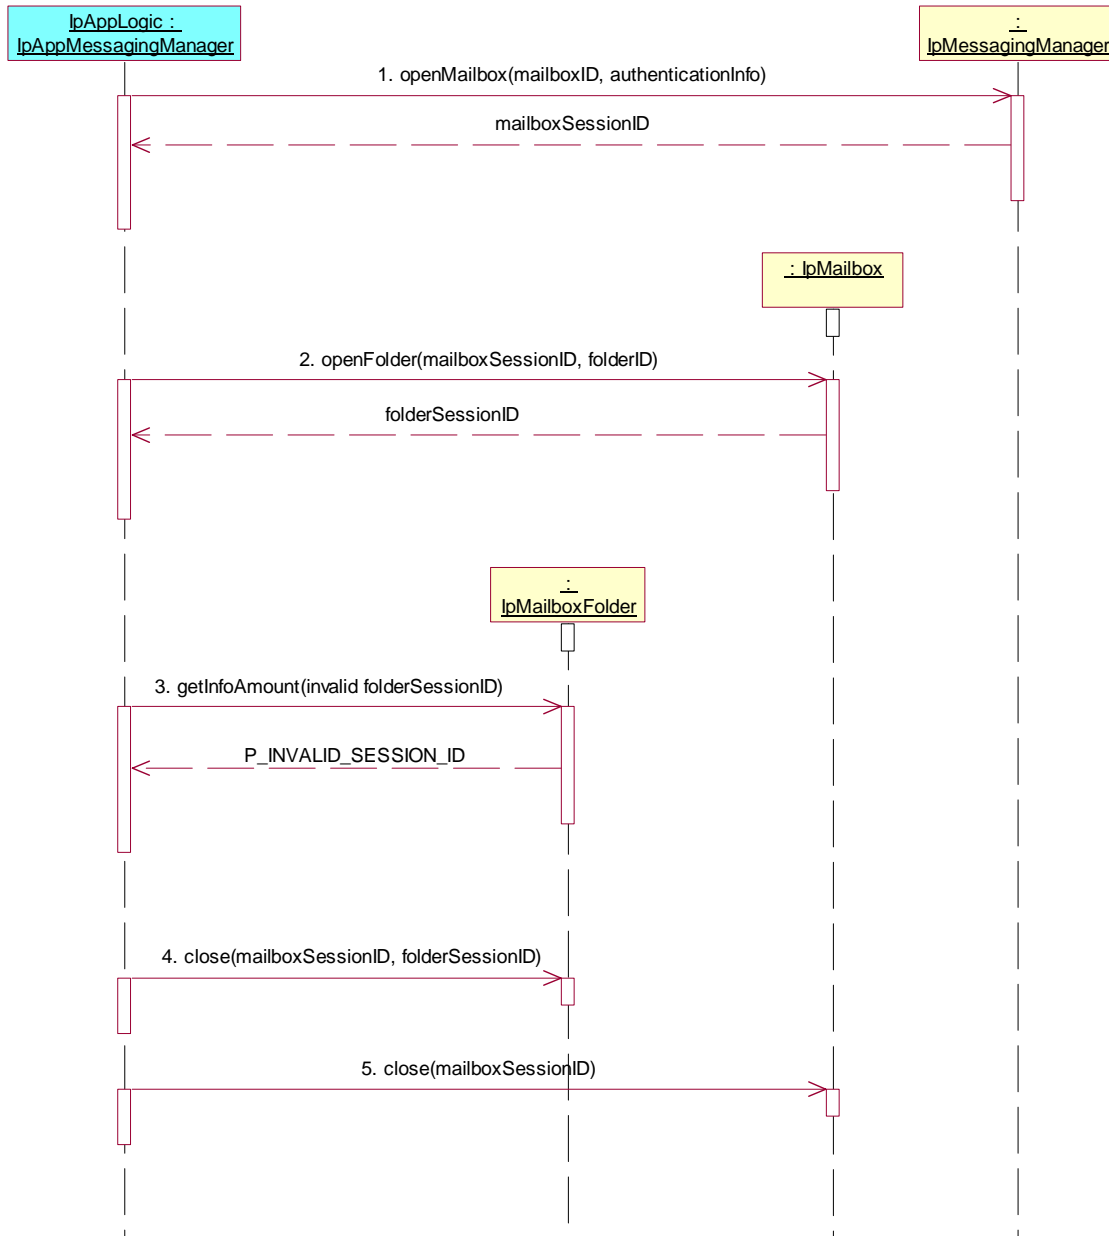 IpAppLogic :
IpAppMessagingManager
:
IpMessagingManager
1. openMailbox(mailboxID, authenticationInfo)
mailboxSessionID
: IpMailbox
2. openFolder(mailboxSessionID, folderID)
folderSessionID
:
IpMailboxFolder
3. getInfoAmount(invalid folderSessionID)
P_INVALID_SESSION_ID
4. close(mailboxSessionID, folderSessionID)
5. close(mailboxSessionID)